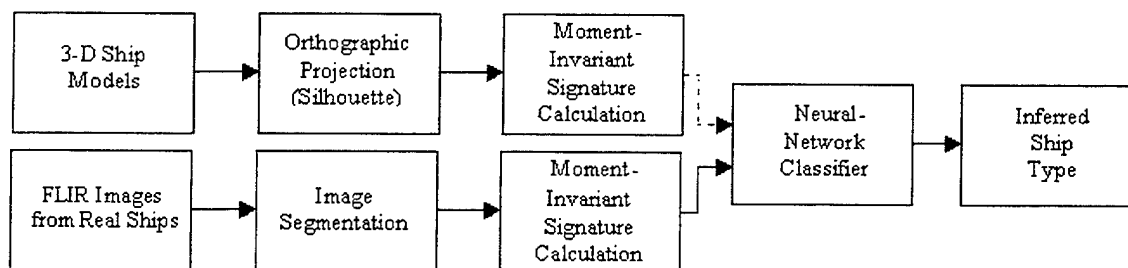 3-D Ship
Models
Orthographic
Projection
(Silhouette)
Moment-
Invariant
Signature
Calculation
Neural-
Network
Classifier
Inferred
Ship
Type
FLIR Images
from Real Ships
Image
Segmentation
Moment-
Invariant
Signature
Calculation